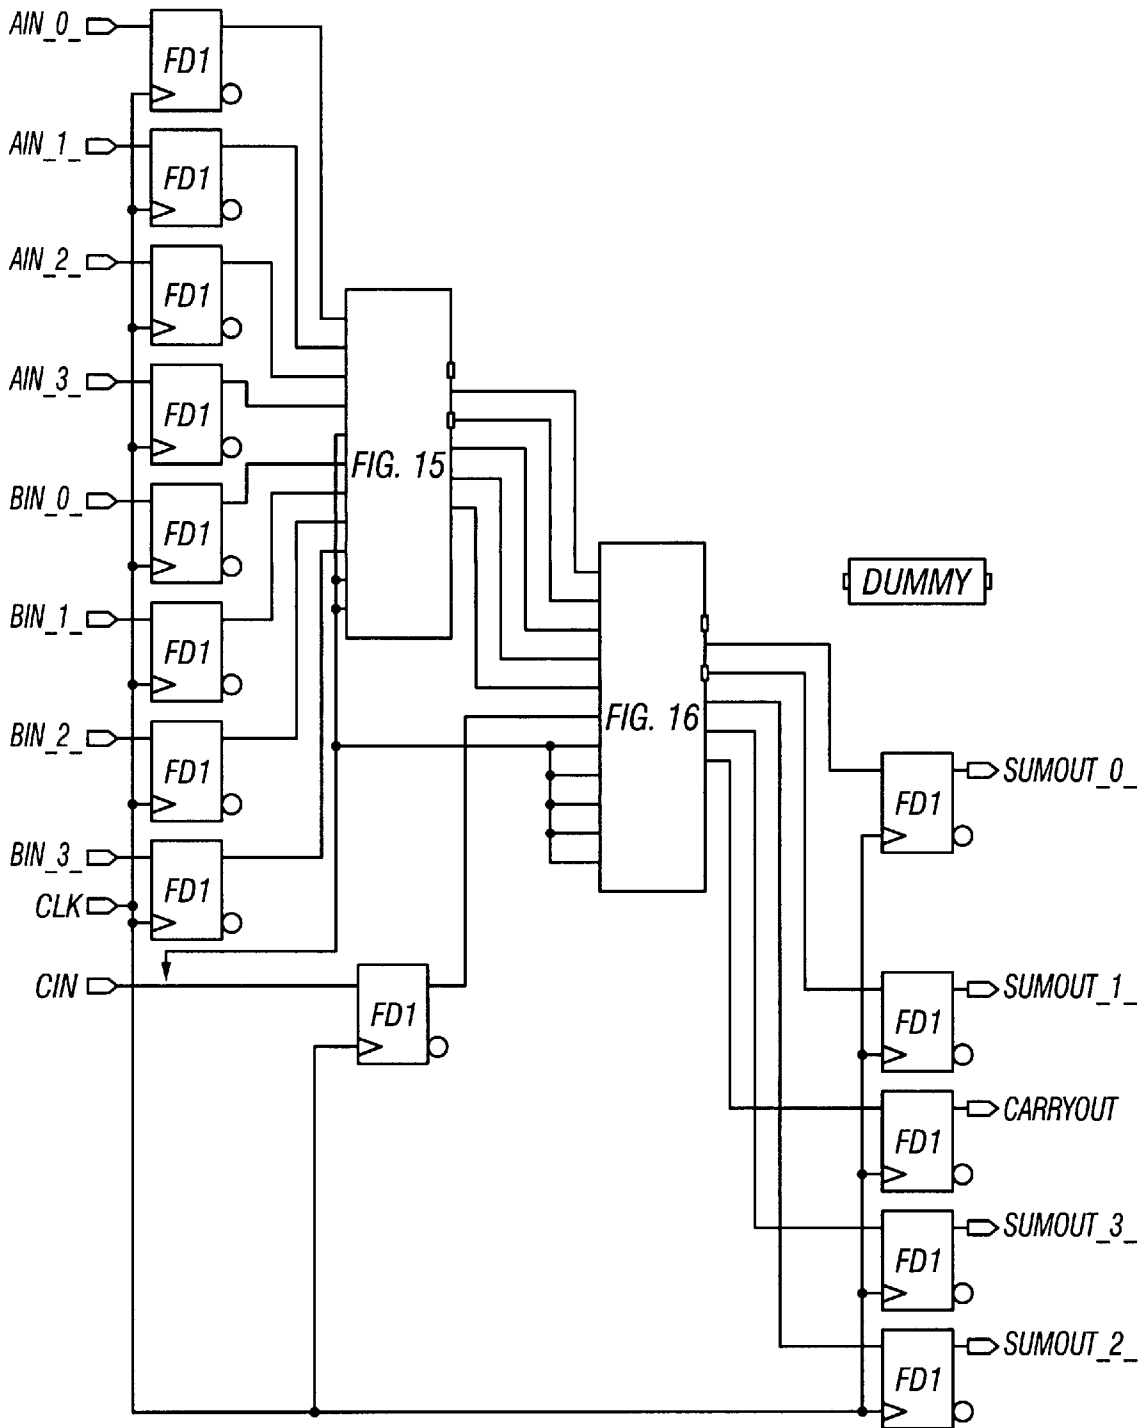 AIN_0_
FD1
AIN_1_
FD1
AIN_2_
FD1
AIN_3_
FD1
BIN_0_
FD1
BIN_1_
FD1
BIN_2_
FD1
BIN_3_
FD1
CLK
CIN
FD1
FIG. 15
FIG. 16
DUMMY
FD1
SUMOUT_0_
FD1
SUMOUT_1_
FD1
CARRYOUT
FD1
SUMOUT_3_
FD1
SUMOUT_2_